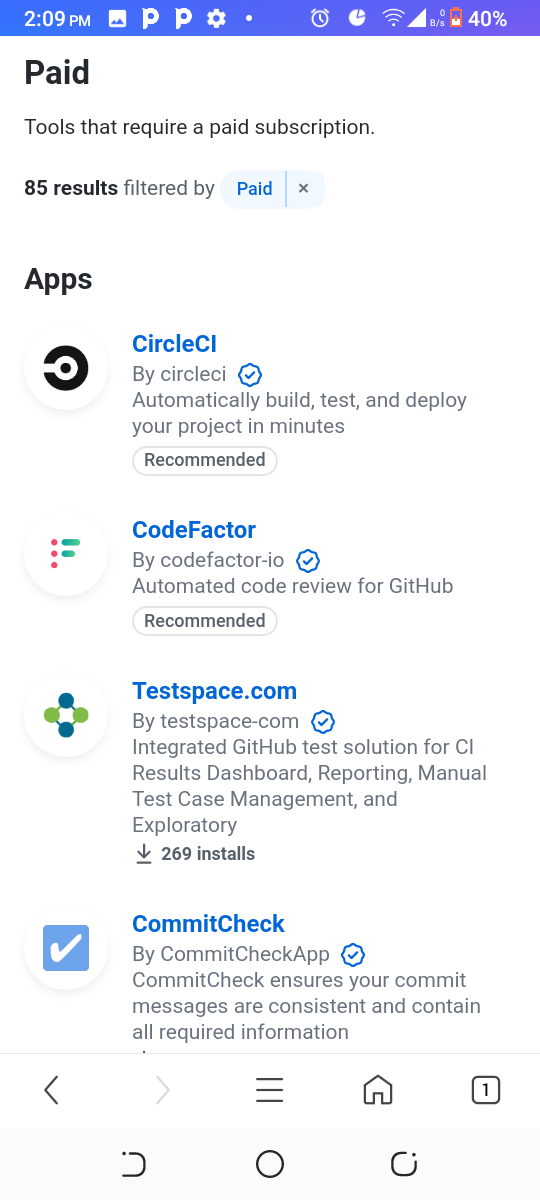 2:09 PM 0 B/s 40%
Paid
Tools that require a paid subscription.
85 results filtered by Paid ×
Apps
CircleCI
By circleci
Automatically build, test, and deploy
your project in minutes
Recommended
CodeFactor
By codefactor-io
Automated code review for GitHub
Recommended
Testspace.com
By testspace-com
Integrated GitHub test solution for CI
Results Dashboard, Reporting, Manual
Test Case Management, and
Exploratory
269 installs
CommitCheck
By CommitCheckApp
CommitCheck ensures your commit
messages are consistent and contain
all required information
1